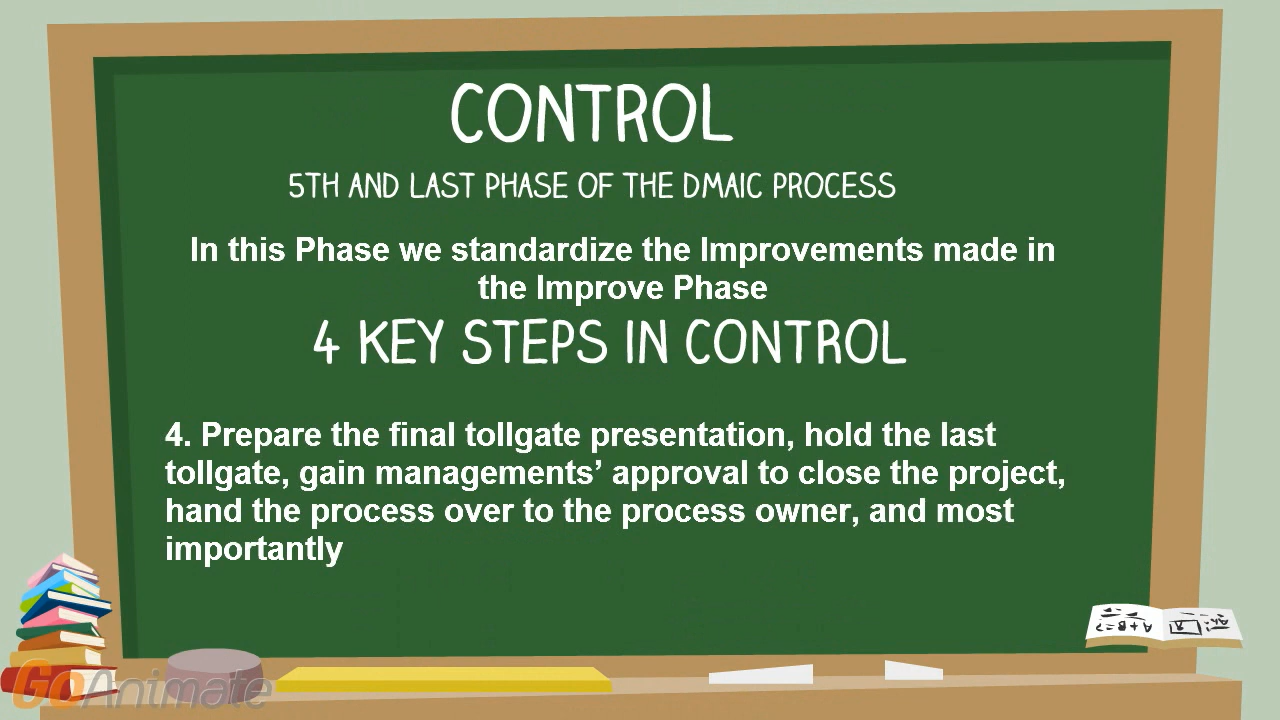 CONTROL
5TH AND LAST PHASE OF THE DMAIC PROCESS
In this Phase we standardize the Improvements made in
the Improve Phase
4 KEY STEPS IN CONTROL
4. Prepare the final tollgate presentation, hold the last
tollgate, gain managements’ approval to close the project,
hand the process over to the process owner, and most
importantly
GoAnimate